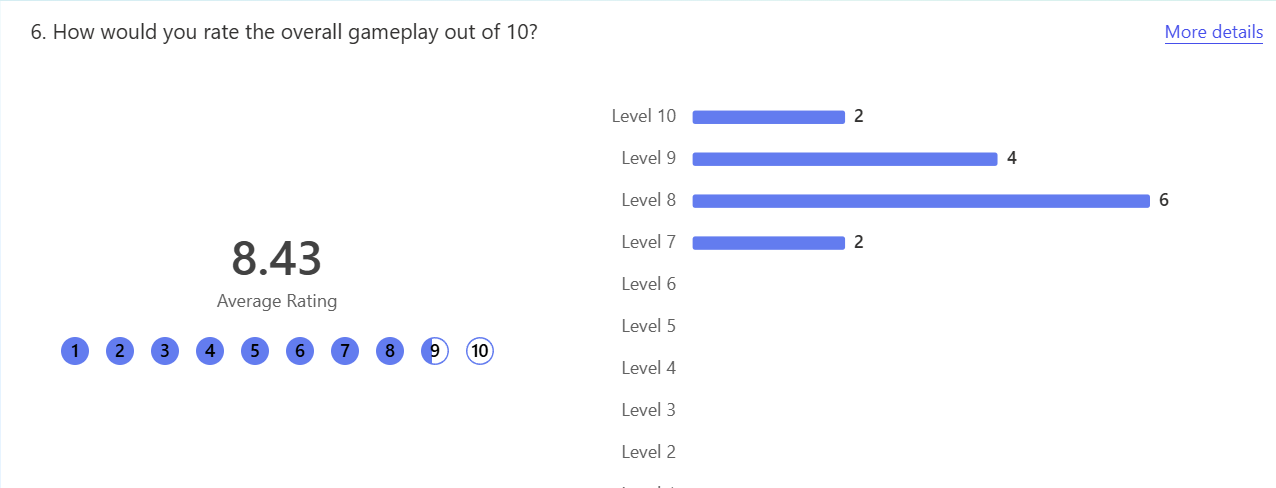 6. How would you rate the overall gameplay out of 10?
More details
8.43
Average Rating
1 2 3 4 5 6 7 8 9 10
Level 10 2
Level 9 4
Level 8 6
Level 7 2
Level 6
Level 5
Level 4
Level 3
Level 2